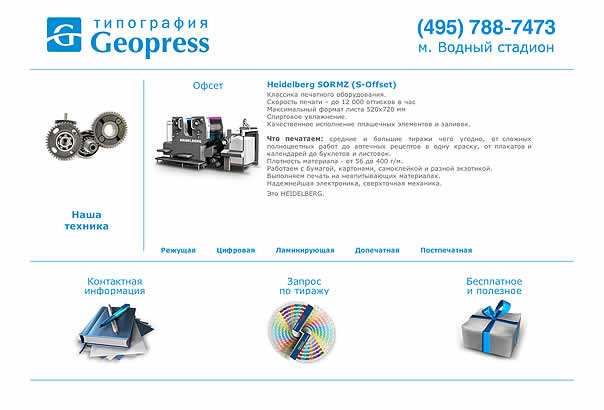 типография
Geopress
(495) 788-7473
м. Водный стадион
Офсет
HEIDELBERG
Heidelberg SORMZ (S-Offset)
Классика печатного оборудования.
Скорость печати – до 12 000 оттисков в час
Максимальный формат листа 520х720 мм
Спиртовое увлажнение.
Качественное исполнение плашечных элементов и заливок.
Что печатаем: средние и большие тиражи чего угодно, от сложных
полноцветных работ до аптечных рецептов в одну краску, от плакатов и
календарей до буклетов и листовок.
Плотность материала - от 56 до 400 г/м.
Работаем с бумагой, картонами, самоклейкой и разной экзотикой.
Выполняем печать на невпитывающих материалах.
Надежнейшая электроника, сверхточная механика.
Это HEIDELBERG.
Наша
техника
Режущая Цифровая Ламинирующая Допечатная Постпечатная
Контактная
информация
Запрос
по тиражу
Бесплатное
и полезное